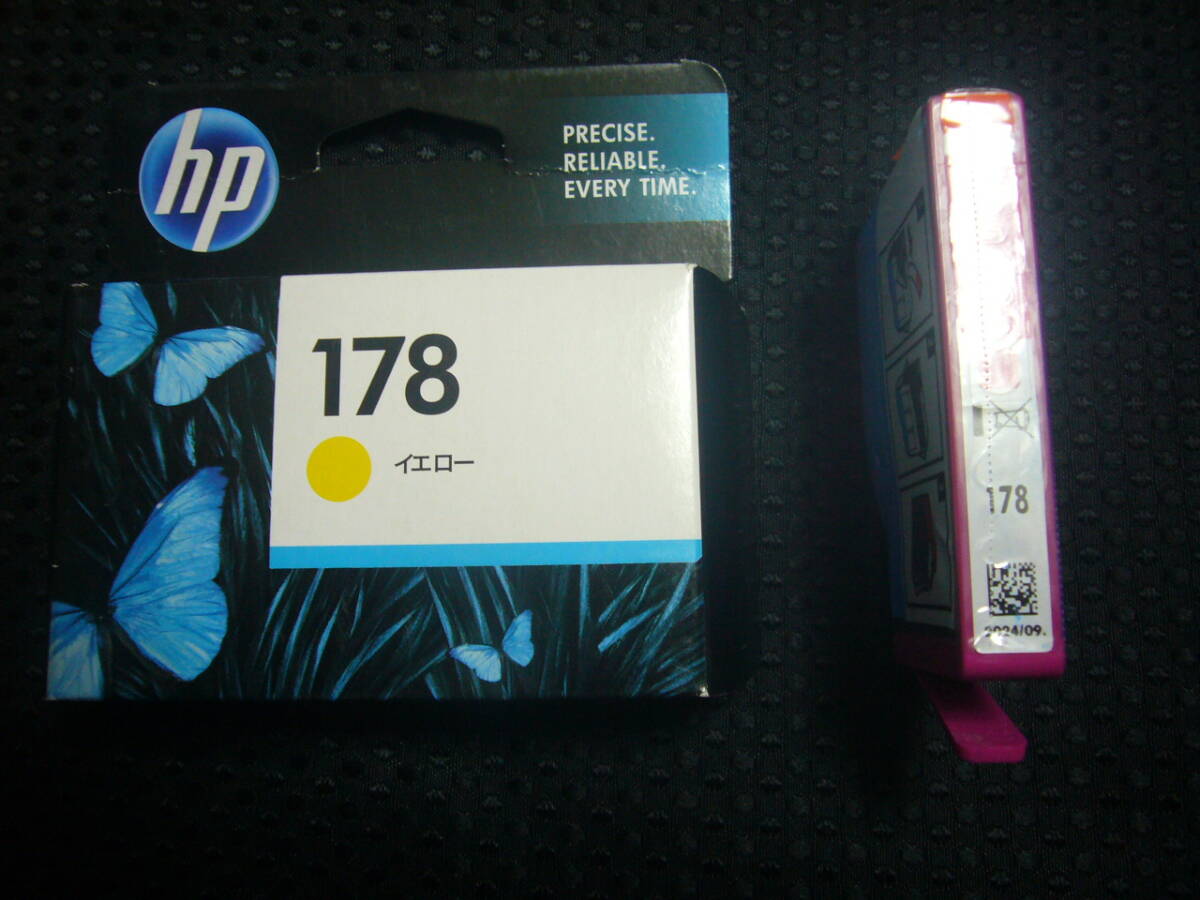 hp
PRECISE.
RELIABLE.
EVERY TIME.
178
イエロー
178
2024/09.